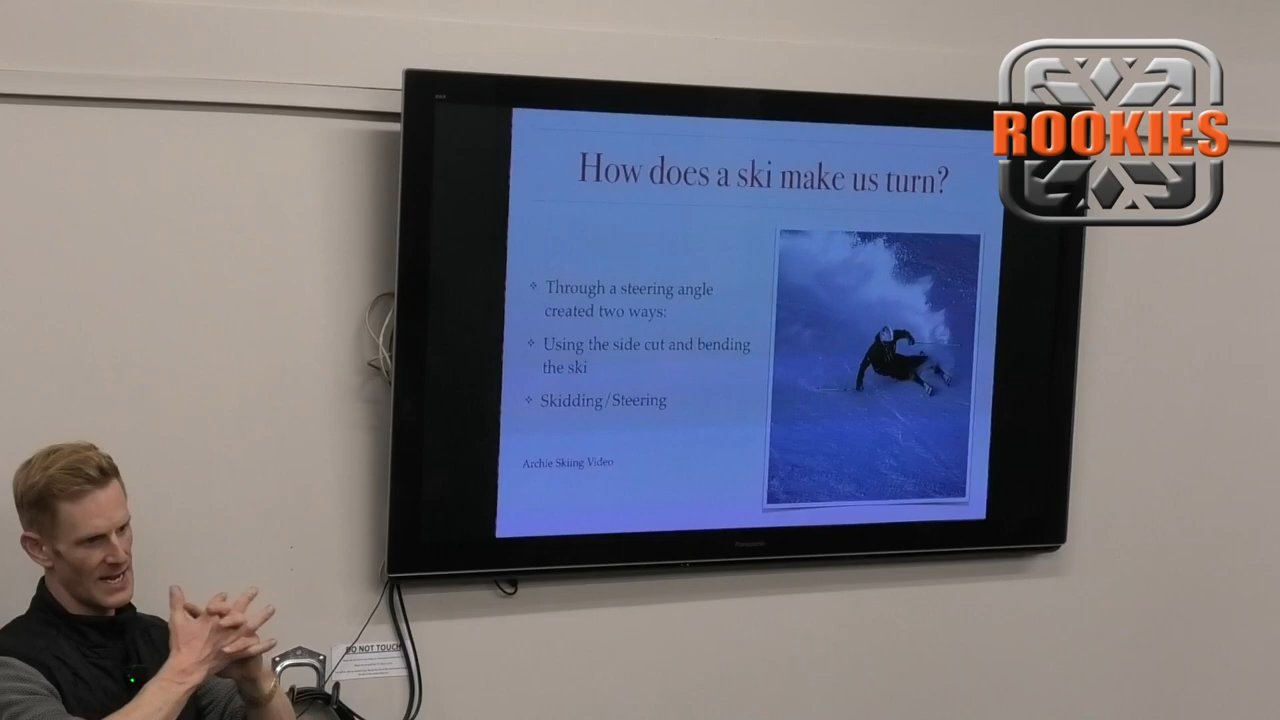 ROOKIES
How does a ski make us turn?
Through a steering angle
created two ways:
Using the side cut and bending
the ski
Skidding/Steering
Archie Skiing Video
Panasonic
DO NOT TOUCH